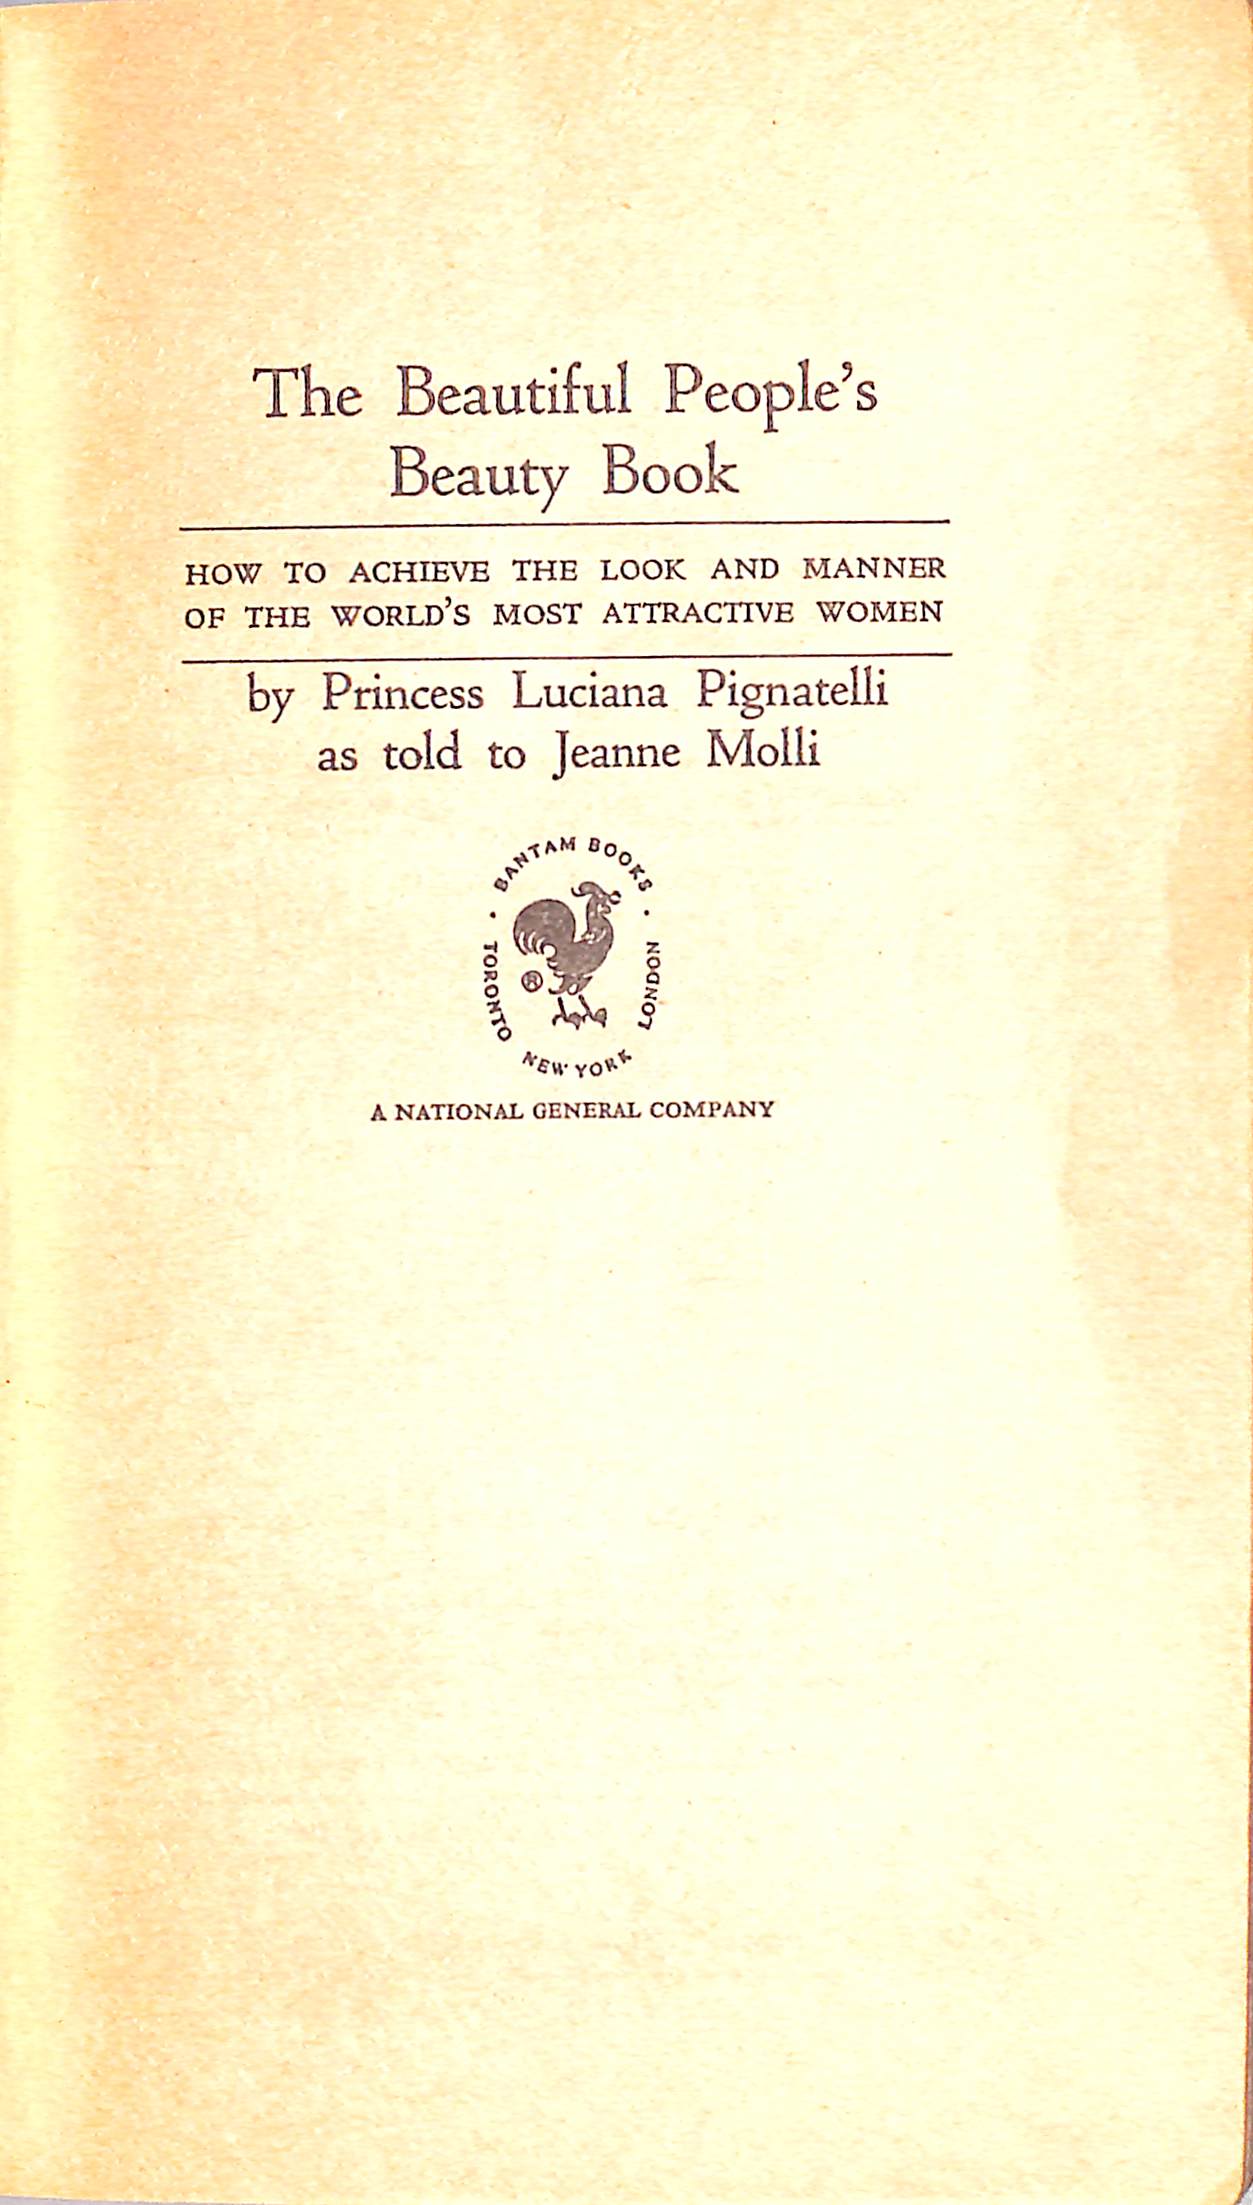 The Beautiful People's
Beauty Book
HOW TO ACHIEVE THE LOOK AND MANNER
OF THE WORLD'S MOST ATTRACTIVE WOMEN
by Princess Luciana Pignatelli
as told to Jeanne Molli
· BANTAM BOOKS ·
TORONTO NEW YORK LONDON
®
A NATIONAL GENERAL COMPANY